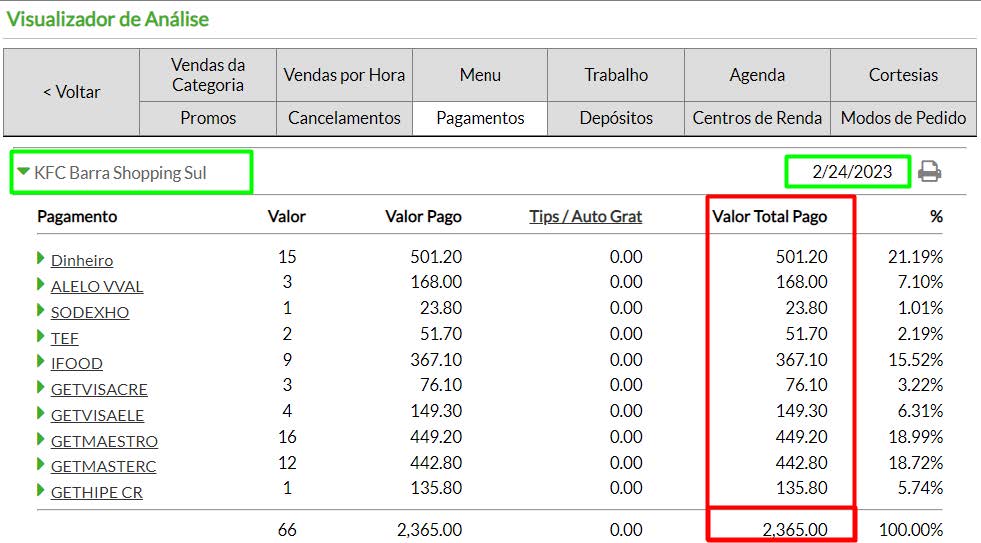 Visualizador de Análise
< Voltar
Vendas da Categoria
Vendas por Hora
Menu
Trabalho
Agenda
Cortesias
Promos
Cancelamentos
Pagamentos
Depósitos
Centros de Renda
Modos de Pedido
KFC Barra Shopping Sul 2/24/2023
Pagamento Valor Valor Pago Tips / Auto Grat Valor Total Pago %
Dinheiro 15 501.20 0.00 501.20 21.19%
ALELO VVAL 3 168.00 0.00 168.00 7.10%
SODEXHO 1 23.80 0.00 23.80 1.01%
TEF 2 51.70 0.00 51.70 2.19%
IFOOD 9 367.10 0.00 367.10 15.52%
GETVISACRE 3 76.10 0.00 76.10 3.22%
GETVISAELE 4 149.30 0.00 149.30 6.31%
GETMAESTRO 16 449.20 0.00 449.20 18.99%
GETMASTERC 12 442.80 0.00 442.80 18.72%
GETHIPE CR 1 135.80 0.00 135.80 5.74%
66 2,365.00 0.00 2,365.00 100.00%